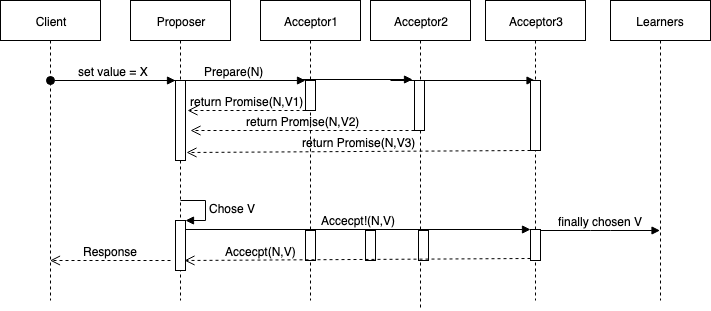 Client
Proposer
Acceptor1
Acceptor2
Acceptor3
Learners
set value = X
Prepare(N)
return Promise(N,V1)
return Promise(N,V2)
return Promise(N,V3)
Chose V
Accecpt!(N,V)
finally chosen V
Response
Accecpt(N,V)